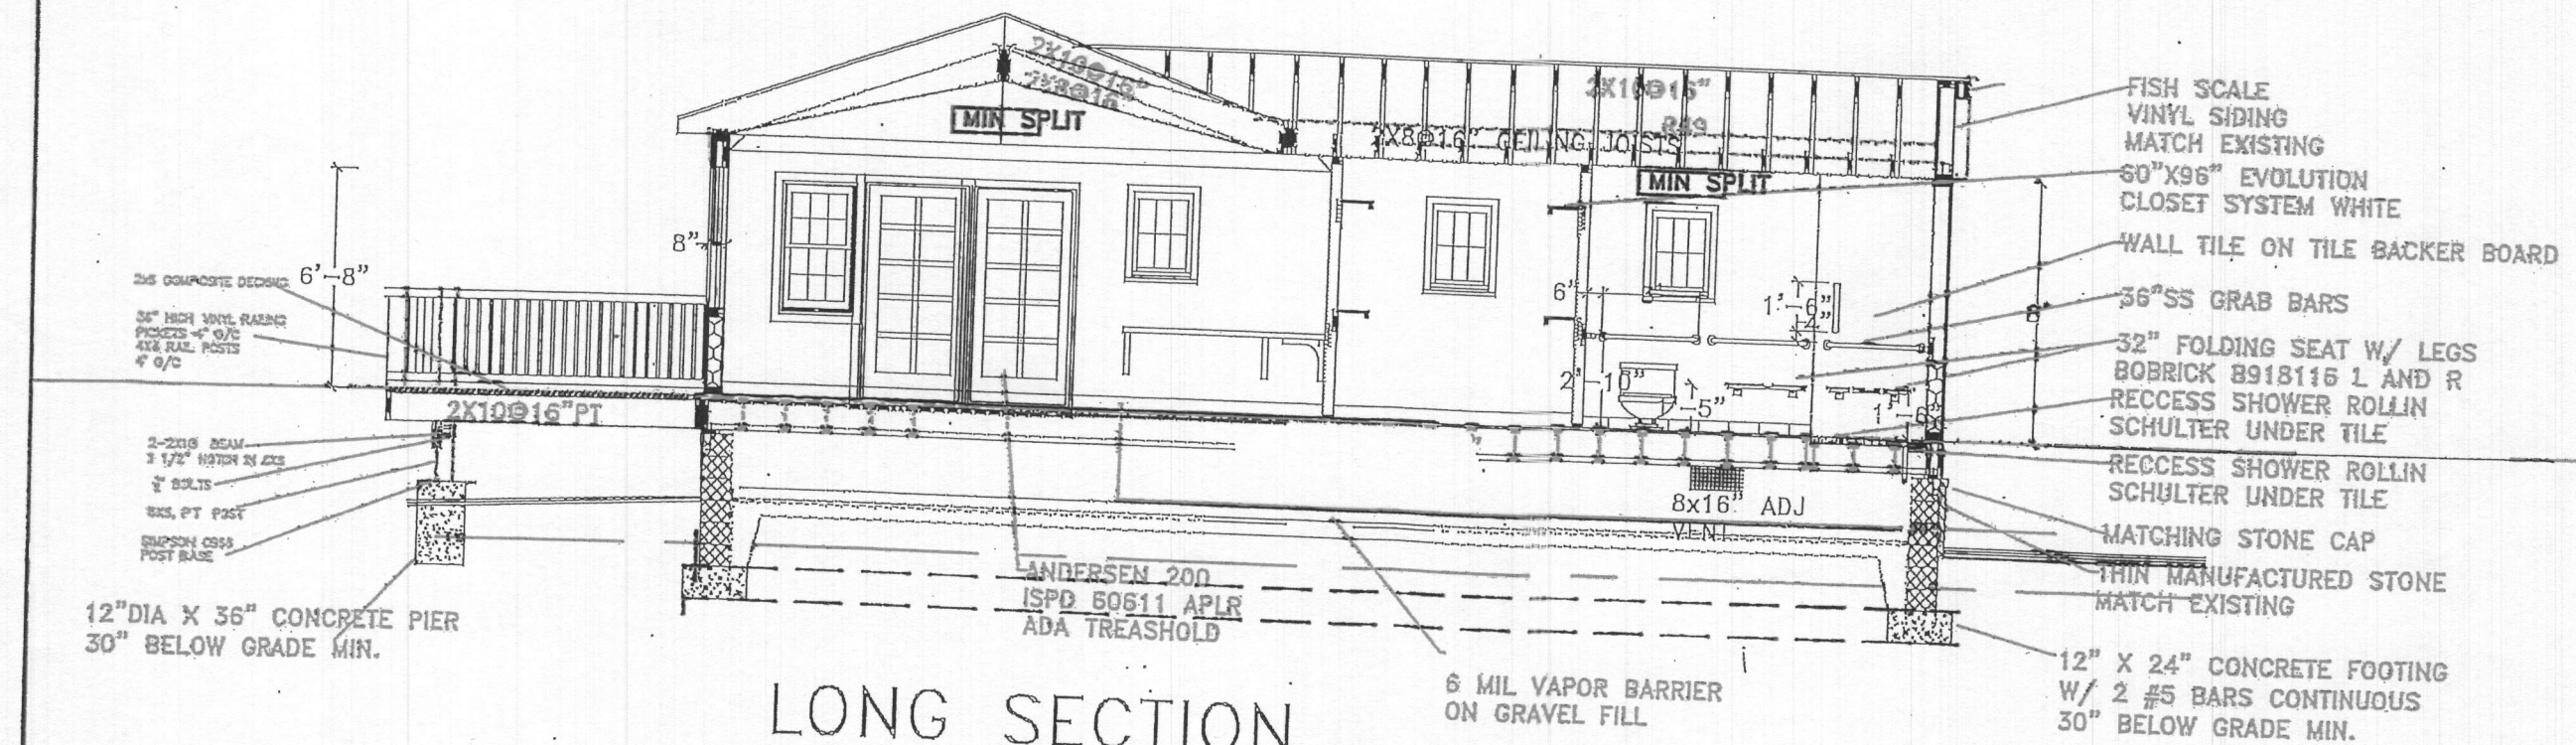 2X10@16"
2X8@16"
MIN SPLIT
2X10@16"
R49
2X8@16" CEILING JOISTS
MIN SPLIT
FISH SCALE
VINYL SIDING
MATCH EXISTING
60"X96" EVOLUTION
CLOSET SYSTEM WHITE
WALL TILE ON TILE BACKER BOARD
36"SS GRAB BARS
32" FOLDING SEAT W/ LEGS
BOBRICK B918116 L AND R
RECCESS SHOWER ROLLIN
SCHULTER UNDER TILE
RECCESS SHOWER ROLLIN
SCHULTER UNDER TILE
MATCHING STONE CAP
THIN MANUFACTURED STONE
MATCH EXISTING
12" X 24" CONCRETE FOOTING
W/ 2 #5 BARS CONTINUOUS
30" BELOW GRADE MIN.
8"
6'-8"
COMPOSITE DECKING
36" HIGH VINYL RAILING
PICKETS 4" O/C
4X4 RAIL POSTS
4' O/C
2X10@16"PT
2-2X10 BEAM
3 1/2" NOTCH IN 6X6
BOLTS
6X6, PT POST
SIMPSON
POST BASE
12"DIA X 36" CONCRETE PIER
30" BELOW GRADE MIN.
6"
1'-6"
2'-10"
-5"
1'-6"
8x16" ADJ
VENT
ANDERSEN 200
ISPD 60611 APLR
ADA TREASHOLD
6 MIL VAPOR BARRIER
ON GRAVEL FILL
LONG SECTION